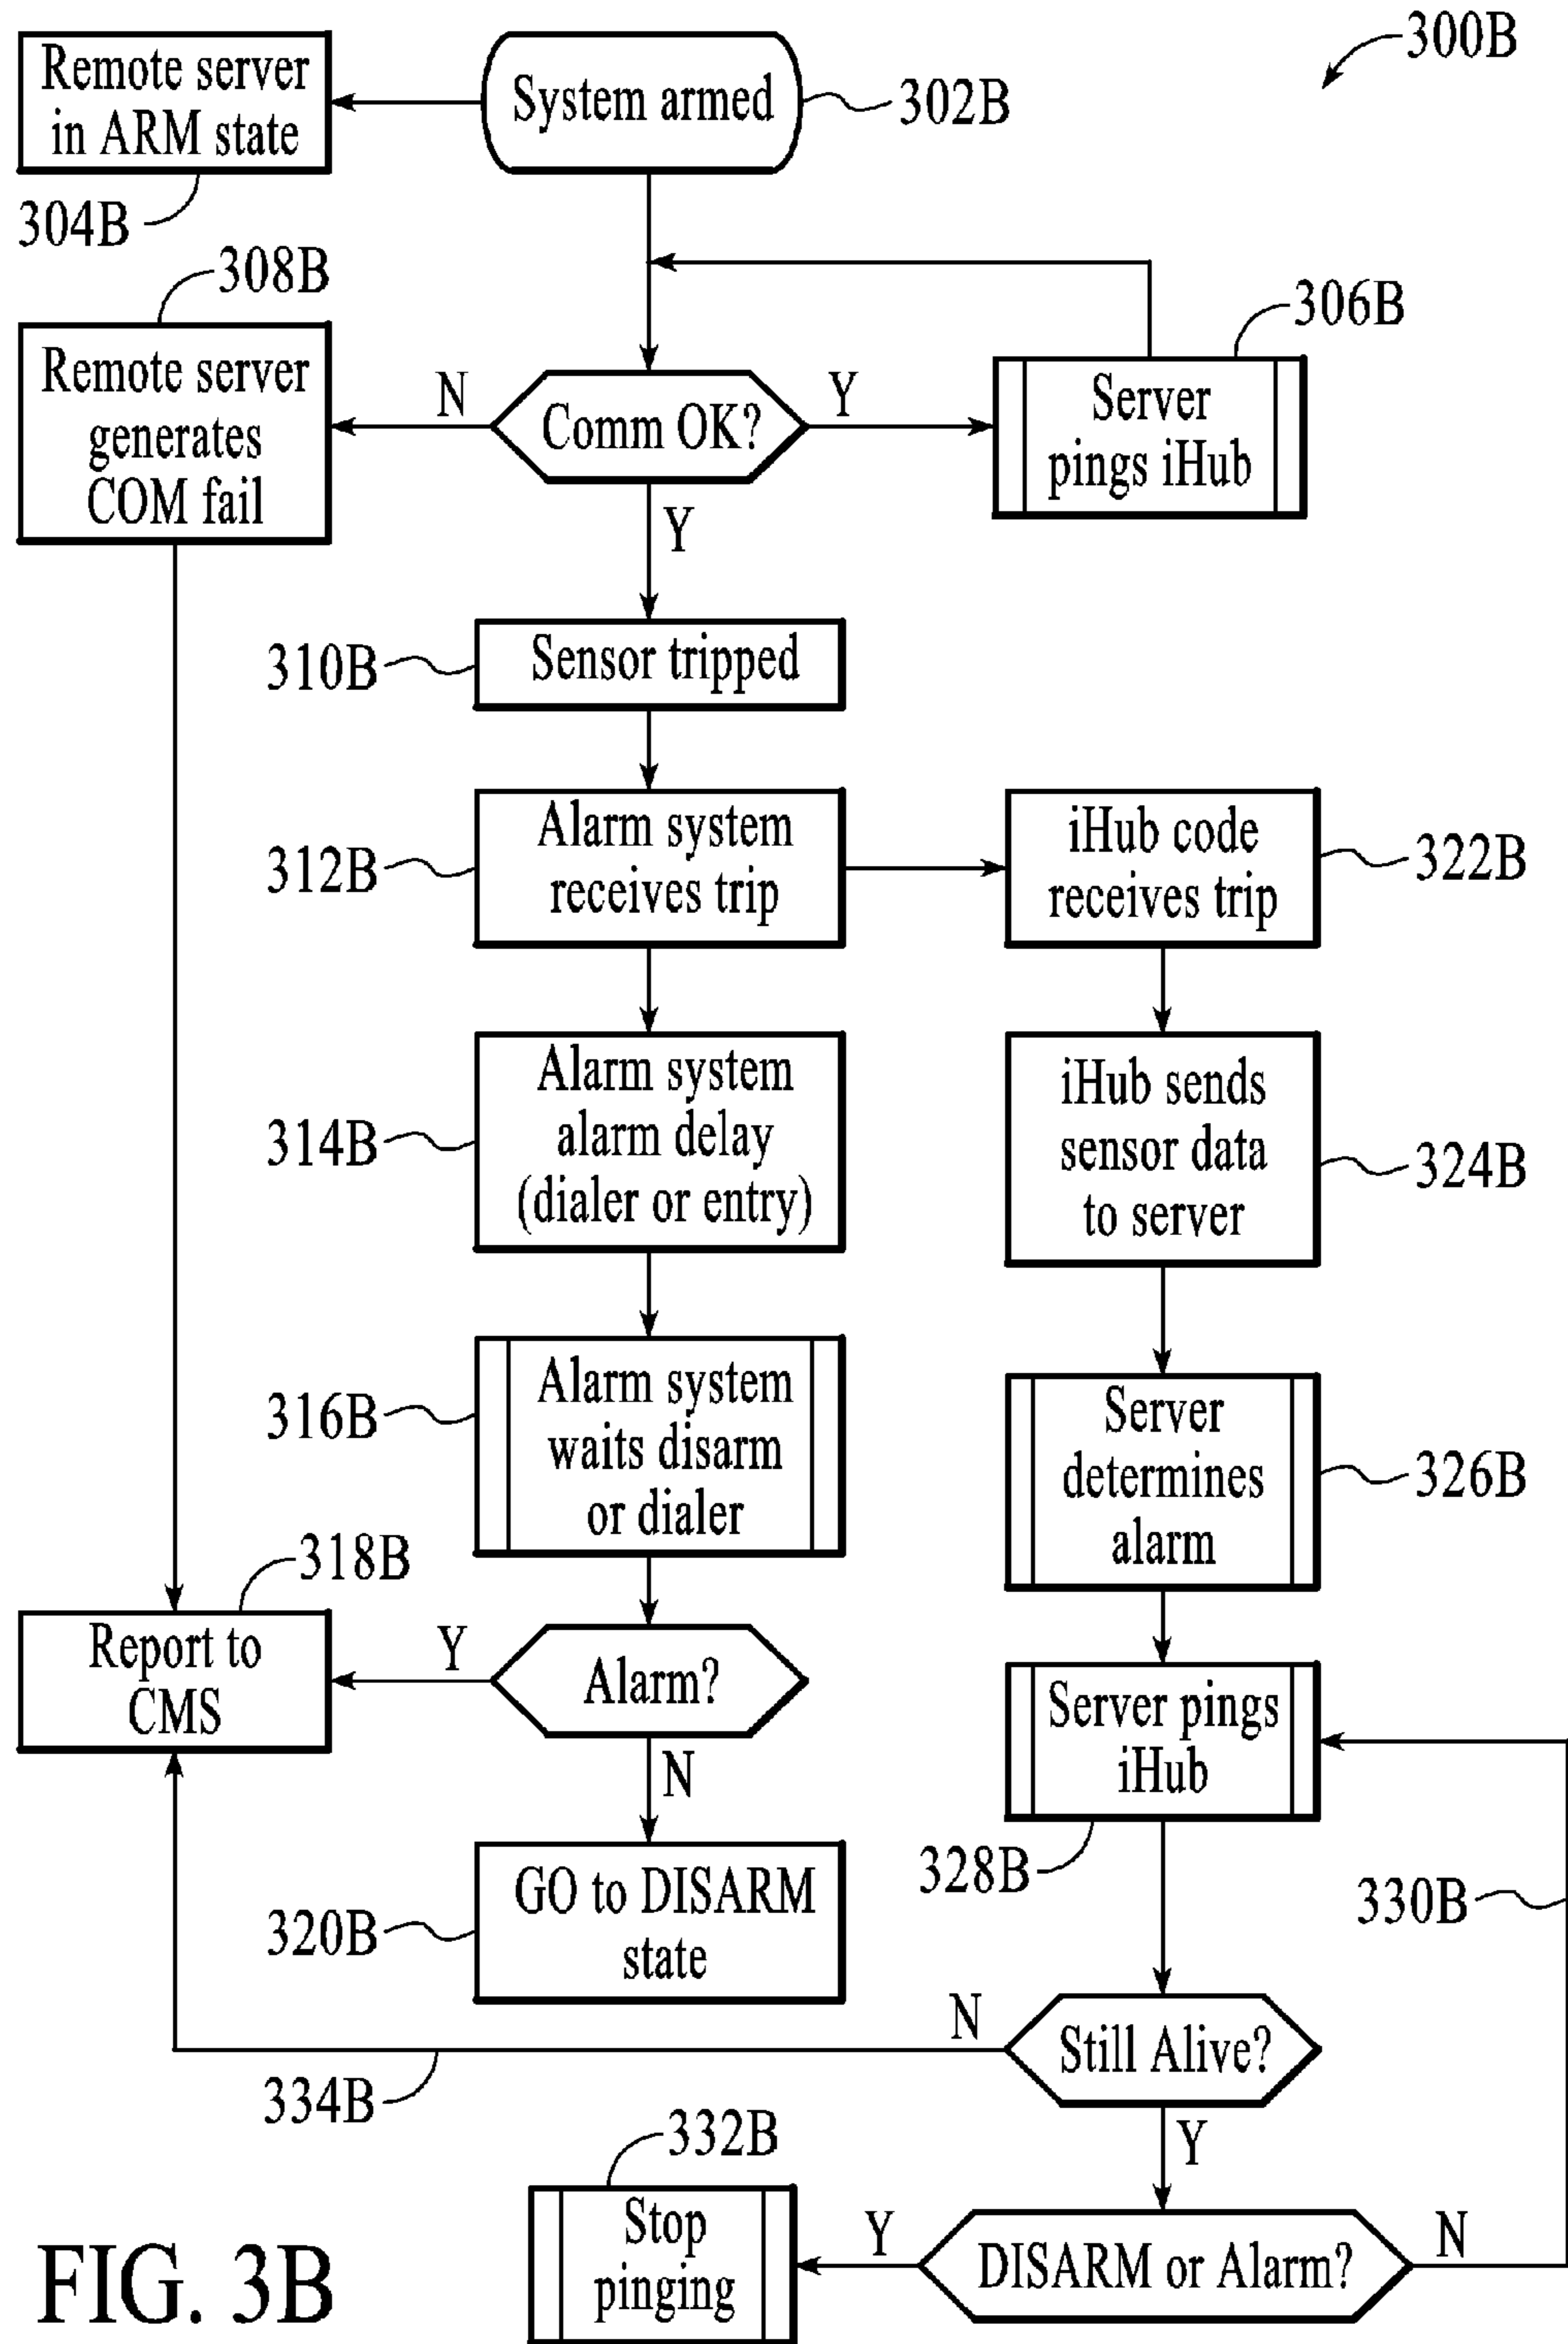 300B
Remote server
in ARM state
System armed
302B
304B
308B
306B
Remote server
generates
COM fail
N
Comm OK?
Y
Server
pings iHub
Y
310B
Sensor tripped
312B
Alarm system
receives trip
iHub code
receives trip
322B
314B
Alarm system
alarm delay
(dialer or entry)
iHub sends
sensor data
to server
324B
316B
Alarm system
waits disarm
or dialer
Server
determines
alarm
326B
318B
Report to
CMS
Y
Alarm?
N
Server pings
iHub
328B
330B
320B
GO to DISARM
state
N
Still Alive?
334B
Y
332B
Stop
pinging
Y
DISARM or Alarm?
N
FIG. 3B